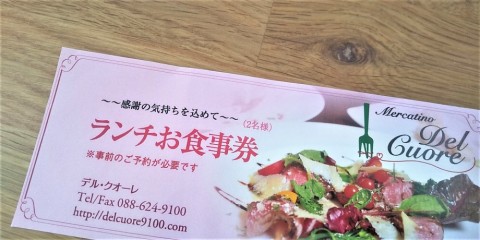 ~~感謝の気持ちを込めて~~
ランチお食事券
(2名様)
※事前のご予約が必要です
デル・クオーレ
Tel/Fax 088-624-9100
http://delcuore9100.com/
Mercatino
Del
Cuore